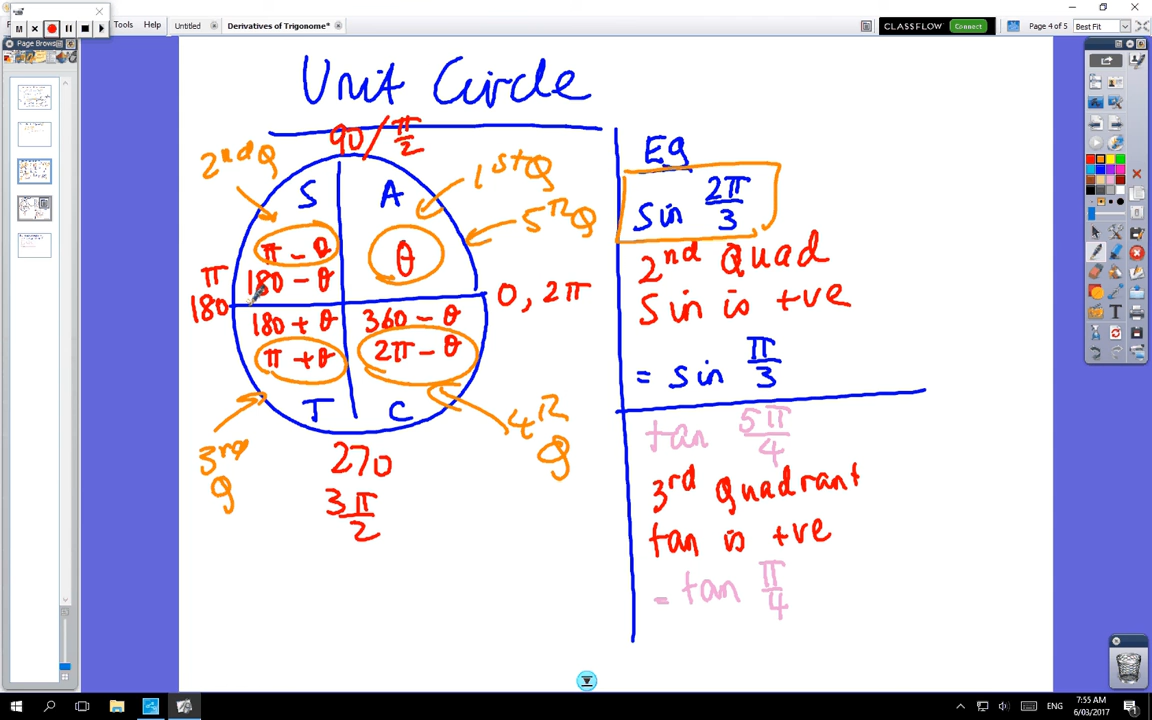 Tools
Help
Untitled
Derivatives of Trigonome*
CLASSFLOW
Connect
Page 4 of 5
Best Fit
Page Brows
Unit Circle
90/π/2
2nd Q
1st Q
5th Q
S
A
π - θ
θ
180 - θ
π
180
0, 2π
180 + θ
360 - θ
π + θ
2π - θ
T
C
3rd
Q
4th
Q
270
3π/2
EG
sin 2π/3
2nd Quad
Sin is +ve
= sin π/3
tan 5π/4
3rd Quadrant
tan is +ve
= tan π/4
ENG
7:55 AM
6/03/2017